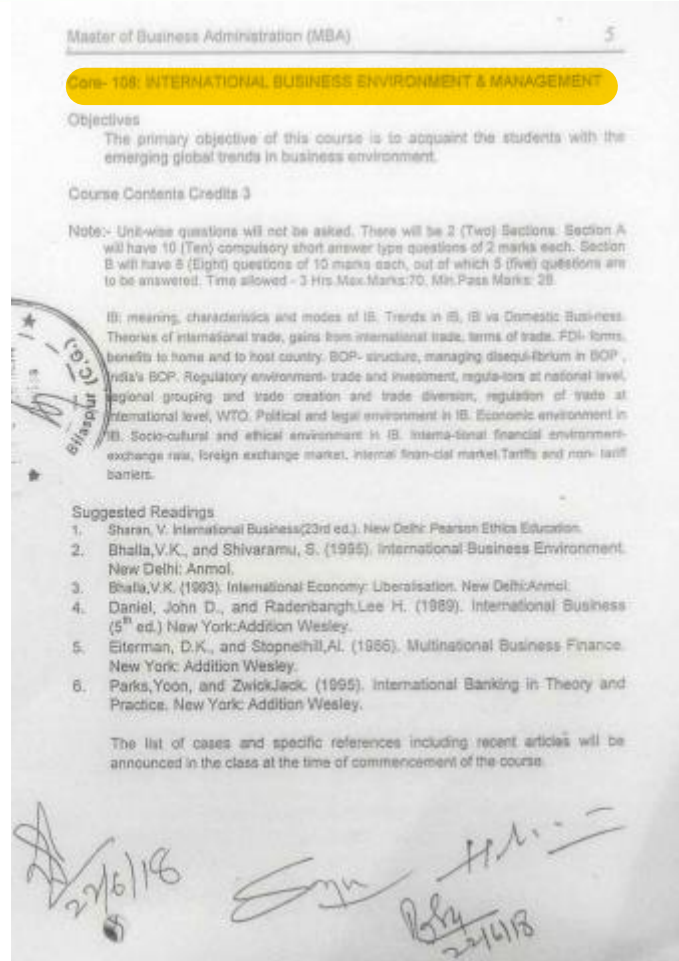 Master of Business Administration (MBA) 5
Core- 108: INTERNATIONAL BUSINESS ENVIRONMENT & MANAGEMENT
Objectives
The primary objective of this course is to acquaint the students with the
emerging global trends in business environment.
Course Contents Credits 3
Note:- Unit-wise questions will not be asked. There will be 2 (Two) Sections. Section A
will have 10 (Ten) compulsory short answer type questions of 2 marks each. Section
B will have 8 (Eight) questions of 10 marks each, out of which 5 (five) questions are
to be answered. Time allowed - 3 Hrs.Max.Marks:70. Min.Pass Marks: 28.
IB: meaning, characteristics and modes of IB. Trends in IB, IB vs Domestic Busi-ness.
Theories of international trade, gains from international trade, terms of trade. FDI- forms,
benefits to home and to host country. BOP- structure, managing disequi-librium in BOP ,
India's BOP. Regulatory environment- trade and investment, regula-tors at national level,
regional grouping and trade creation and trade diversion, regulation of trade at
international level, WTO. Political and legal environment in IB. Economic environment in
IB. Socio-cultural and ethical environment in IB. Interna-tional financial environment-
exchange rate, foreign exchange market, internal finan-cial market.Tariffs and non- tariff
barriers.
Bilaspur (C.G.)
Suggested Readings
1. Sharan, V. International Business(23rd ed.). New Delhi: Pearson Ethics Education.
2. Bhalla,V.K., and Shivaramu, S. (1995). International Business Environment.
New Delhi: Anmol.
3. Bhalla,V.K. (1993). International Economy: Liberalisation. New Delhi:Anmol.
4. Daniel, John D., and Radenbangh,Lee H. (1989). International Business
(5th ed.) New York:Addition Wesley.
5. Eiterman, D.K., and Stopnelhill,Al. (1986). Multinational Business Finance.
New York: Addition Wesley.
6. Parks,Yoon, and ZwickJack. (1995). International Banking in Theory and
Practice. New York: Addition Wesley.
The list of cases and specific references including recent articles will be
announced in the class at the time of commencement of the course.
22/6/18
22/6/18